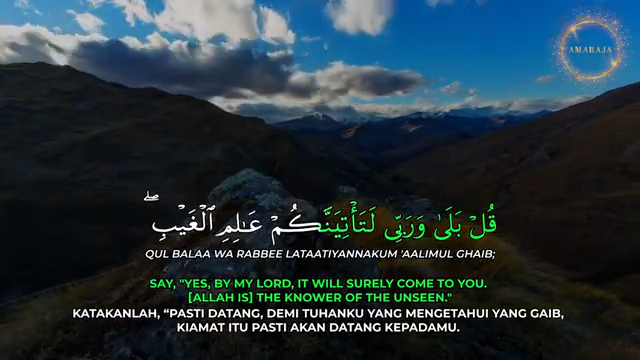 AMARAJA
قُلْ بَلَىٰ وَرَبِّى لَتَأْتِيَنَّكُمْ عَـٰلِمِ ٱلْغَيْبِ ۖ
QUL BALAA WA RABBEE LATAATIYANNAKUM 'AALIMUL GHAIB;
SAY, "YES, BY MY LORD, IT WILL SURELY COME TO YOU.
[ALLAH IS] THE KNOWER OF THE UNSEEN."
KATAKANLAH, “PASTI DATANG, DEMI TUHANKU YANG MENGETAHUI YANG GAIB,
KIAMAT ITU PASTI AKAN DATANG KEPADAMU.